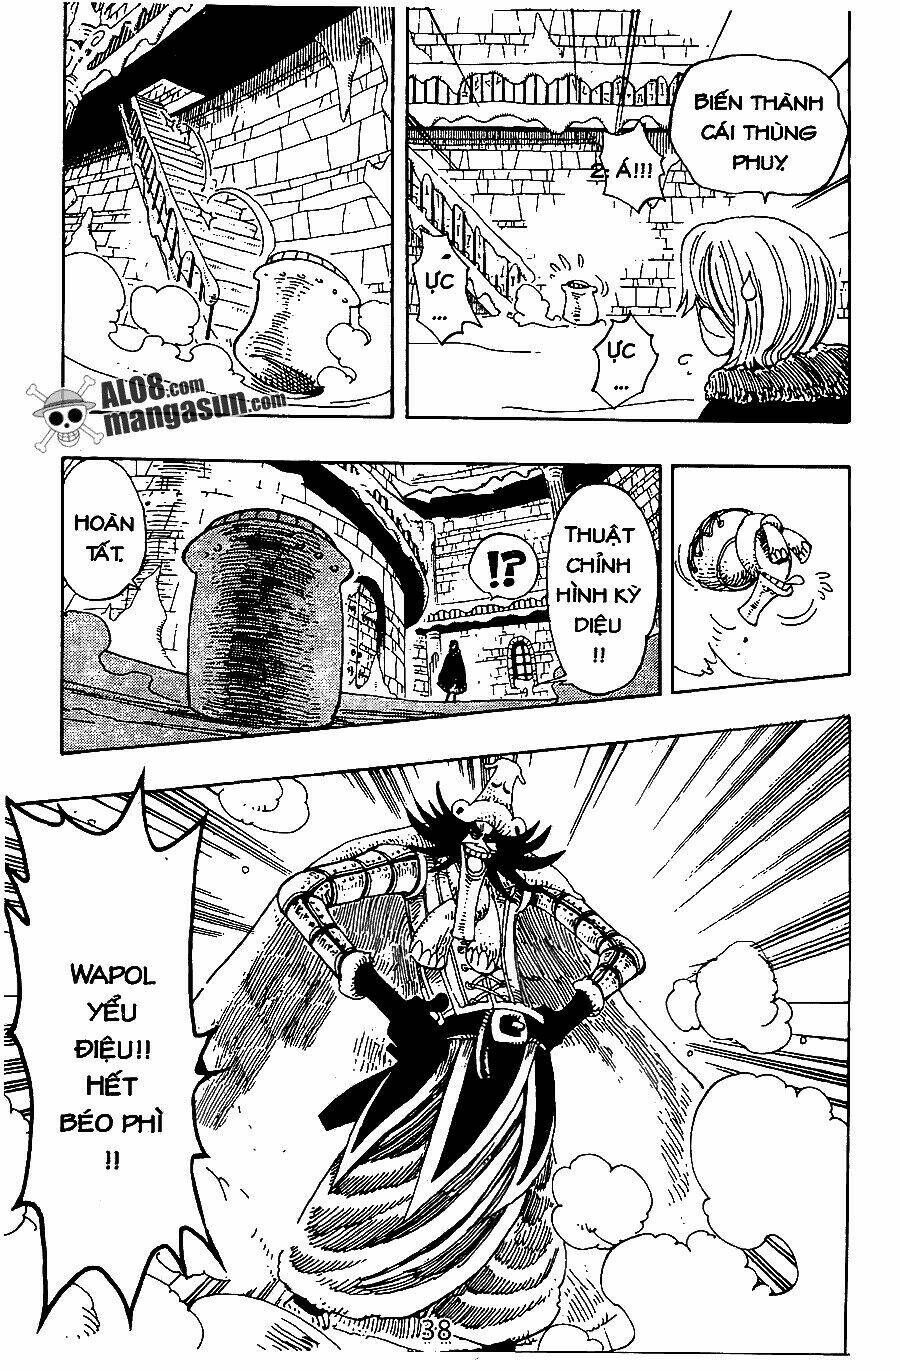 BIẾN THÀNH
CÁI THÙNG
PHUY.
2: Á!!!
ỰC
...
ỰC
...
AL08.com
mangasun.com
THUẬT
CHỈNH
HÌNH KỲ
DIỆU
!!
!?
HOÀN
TẤT.
WAPOL
YỂU
ĐIỆU!!
HẾT
BÉO PHÌ
!!
38